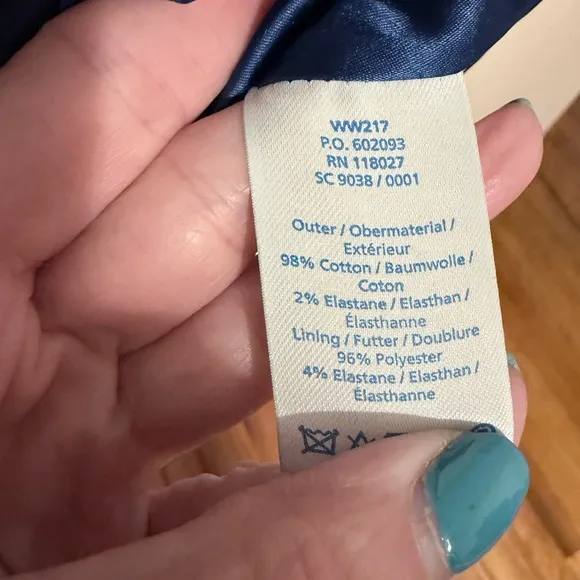 WW217
P.O. 602093
RN 118027
SC 9038 / 0001
Outer / Obermaterial /
Extérieur
98% Cotton / Baumwolle /
Coton
2% Elastane / Elasthan /
Élasthanne
Lining / Futter / Doublure
96% Polyester
4% Elastane / Elasthan /
Élasthanne